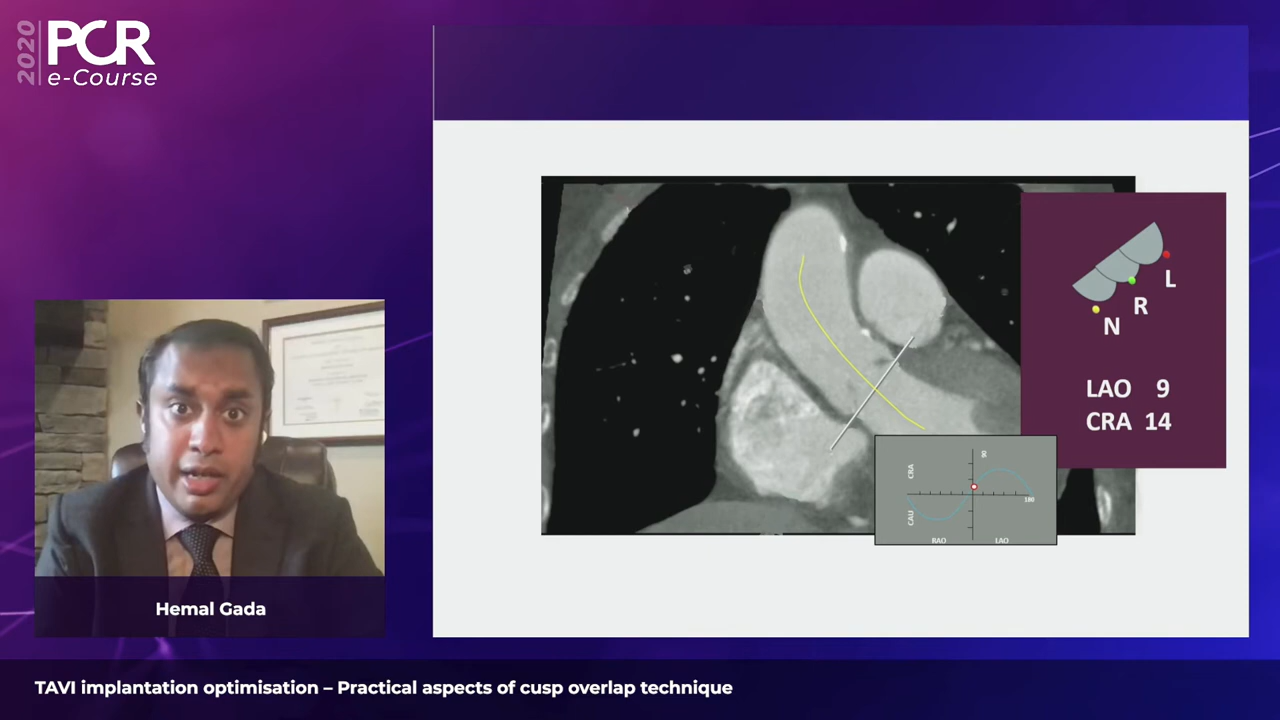 2020
PCR
e-Course
L
R
N
LAO 9
CRA 14
90
CRA
180
CAU
RAO
LAO
Hemal Gada
TAVI implantation optimisation – Practical aspects of cusp overlap technique